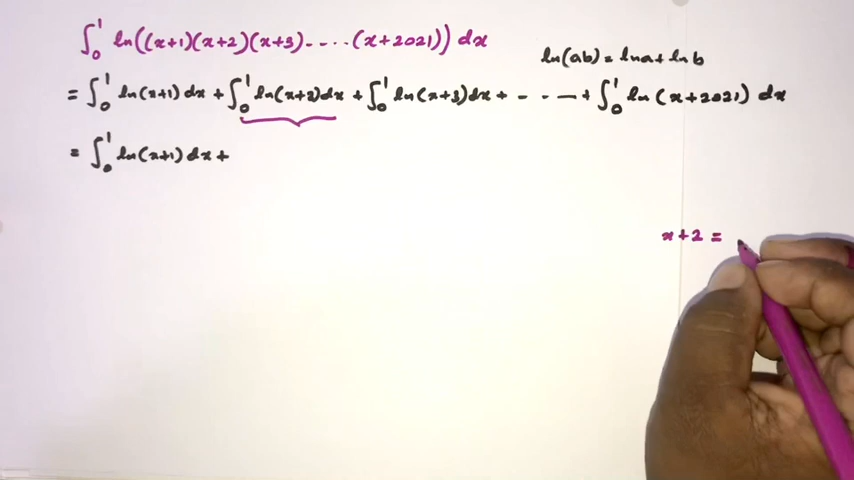 ∫₀¹ ln((x+1)(x+2)(x+3)-....(x+2021)) dx
ln(ab) = lna + lnb
= ∫₀¹ ln(x+1) dx + ∫₀¹ ln(x+2) dx + ∫₀¹ ln(x+3) dx + - - - + ∫₀¹ ln (x+2021) dx
= ∫₀¹ ln(x+1) dx +
x+2 =